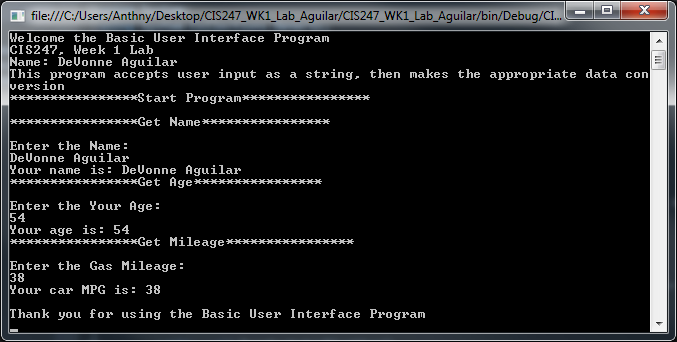 file:///C:/Users/Anthny/Desktop/CIS247_WK1_Lab_Aguilar/CIS247_WK1_Lab_Aguilar/bin/Debug/CI...
Welcome the Basic User Interface Program
CIS247, Week 1 Lab
Name: DeVonne Aguilar
This program accepts user input as a string, then makes the appropriate data con
version
****************Start Program****************
****************Get Name****************
Enter the Name:
DeVonne Aguilar
Your name is: DeVonne Aguilar
****************Get Age****************
Enter the Your Age:
54
Your age is: 54
****************Get Mileage****************
Enter the Gas Mileage:
38
Your car MPG is: 38
Thank you for using the Basic User Interface Program